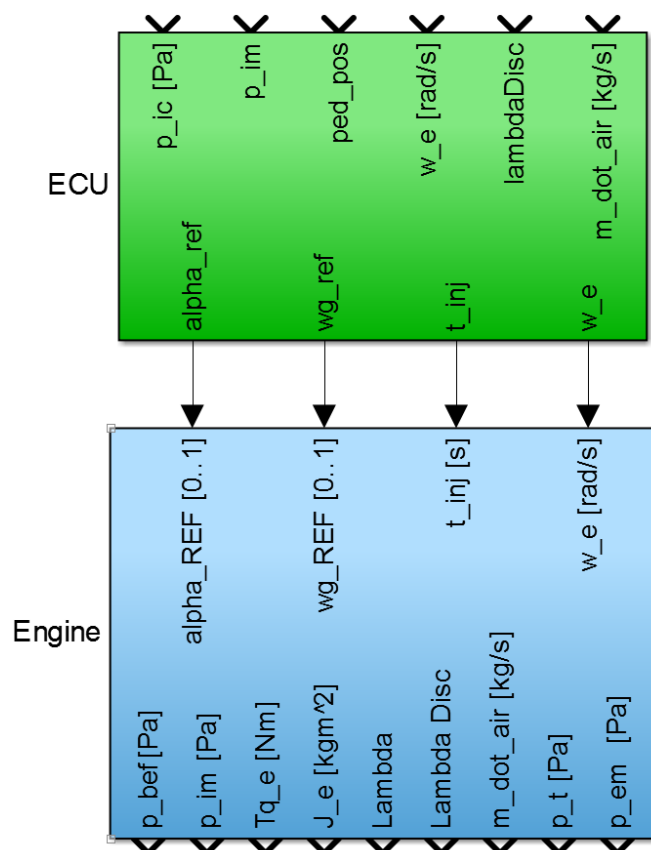 p_ic [Pa]
p_im
ped_pos
w_e [rad/s]
lambdaDisc
m_dot_air [kg/s]
ECU
alpha_ref
wg_ref
t_inj
w_e
alpha_REF [0..1]
wg_REF [0..1]
t_inj [s]
w_e [rad/s]
Engine
p_bef [Pa]
p_im [Pa]
Tq_e [Nm]
J_e [kgm^2]
Lambda
Lambda Disc
m_dot_air [kg/s]
p_t [Pa]
p_em [Pa]